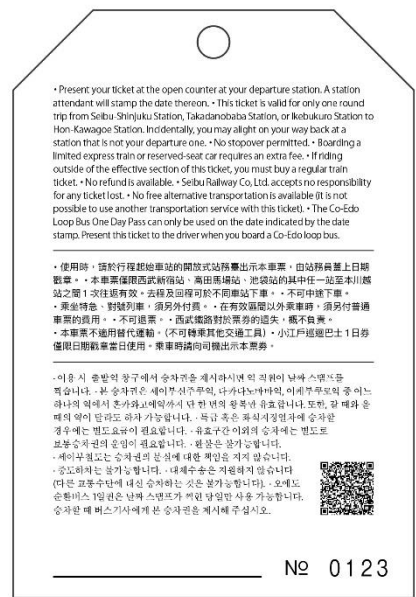 • Present your ticket at the open counter at your departure station. A station
attendant will stamp the date thereon. • This ticket is valid for only one round
trip from Seibu-Shinjuku Station, Takadanobaba Station, or Ikebukuro Station to
Hon-Kawagoe Station. Incidentally, you may alight on your way back at a
station that is not your departure one. • No stopover permitted. • Boarding a
limited express train or reserved-seat car requires an extra fee. • If riding
outside of the effective section of this ticket, you must buy a regular train
ticket. • No refund is available. • Seibu Railway Co, Ltd. accepts no responsibility
for any ticket lost. • No free alternative transportation is available (it is not
possible to use another transportation service with this ticket). • The Co-Edo
Loop Bus One Day Pass can only be used on the date indicated by the date
stamp. Present this ticket to the driver when you board a Co-Edo loop bus.
・使用時，請於行程起始車站的開放式站務臺出示本車票，由站務員蓋上日期
戳章。・本車票僅限西武新宿站、高田馬場站、池袋站的其中任一站至本川越
站之間1次往返有效。去程及回程可於不同車站下車。・不可中途下車。
・乘坐特急、對號列車，須另外付費。・在有效區間以外乘車時，須另付普通
車票的費用。・不可退票。・西武鐵路對於票券的遺失，概不負責。
・本車票不適用替代運輸。（不可轉乘其他交通工具）・小江戶巡迴巴士1日券
僅限日期戳章當日使用。乘車時請向司機出示本票券。
· 이용 시 출발역 창구에서 승차권을 제시하시면 역 직원이 날짜 스탬프를
찍습니다. · 본 승차권은 세이부신주쿠역, 다카다노바바역, 이케부쿠로역 중 어느
하나의 역에서 혼카와고에역까지 단 한 번의 왕복만 유효합니다. 또한, 갈 때와 올
때의 역이 달라도 하차 가능합니다. · 특급 혹은 좌석지정열차에 승차할
경우에는 별도요금이 필요합니다. · 유효구간 이외의 승차에는 별도로
보통승차권의 운임이 필요합니다. · 환불은 불가능합니다.
· 세이부철도는 승차권의 분실에 대한 책임을 지지 않습니다.
· 중도하차는 불가능합니다. · 대체수송은 지원하지 않습니다
(다른 교통수단에 대신 승차하는 것은 불가능합니다). · 오에도
순환버스 1일권은 날짜 스탬프가 찍힌 당일만 사용 가능합니다.
승차할 때 버스기사에게 본 승차권을 제시해 주십시오.
№ 0123